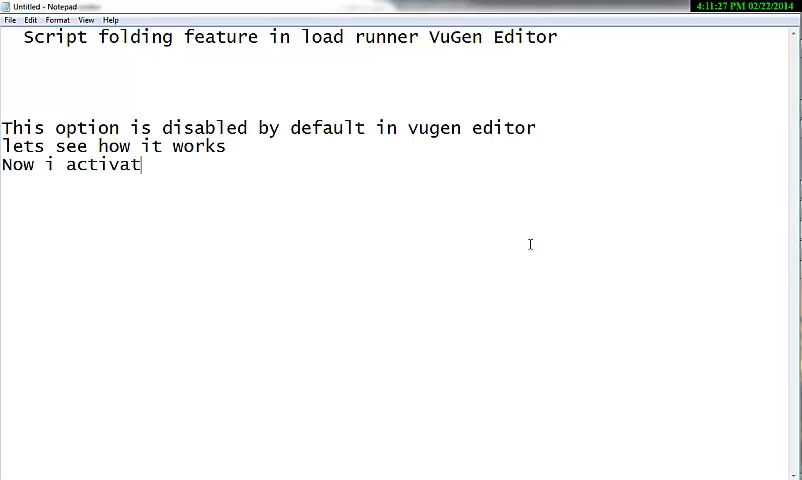 Untitled - Notepad
4:11:27 PM 02/22/2014
File Edit Format View Help
Script folding feature in load runner VuGen Editor
This option is disabled by default in vugen editor
lets see how it works
Now i activat